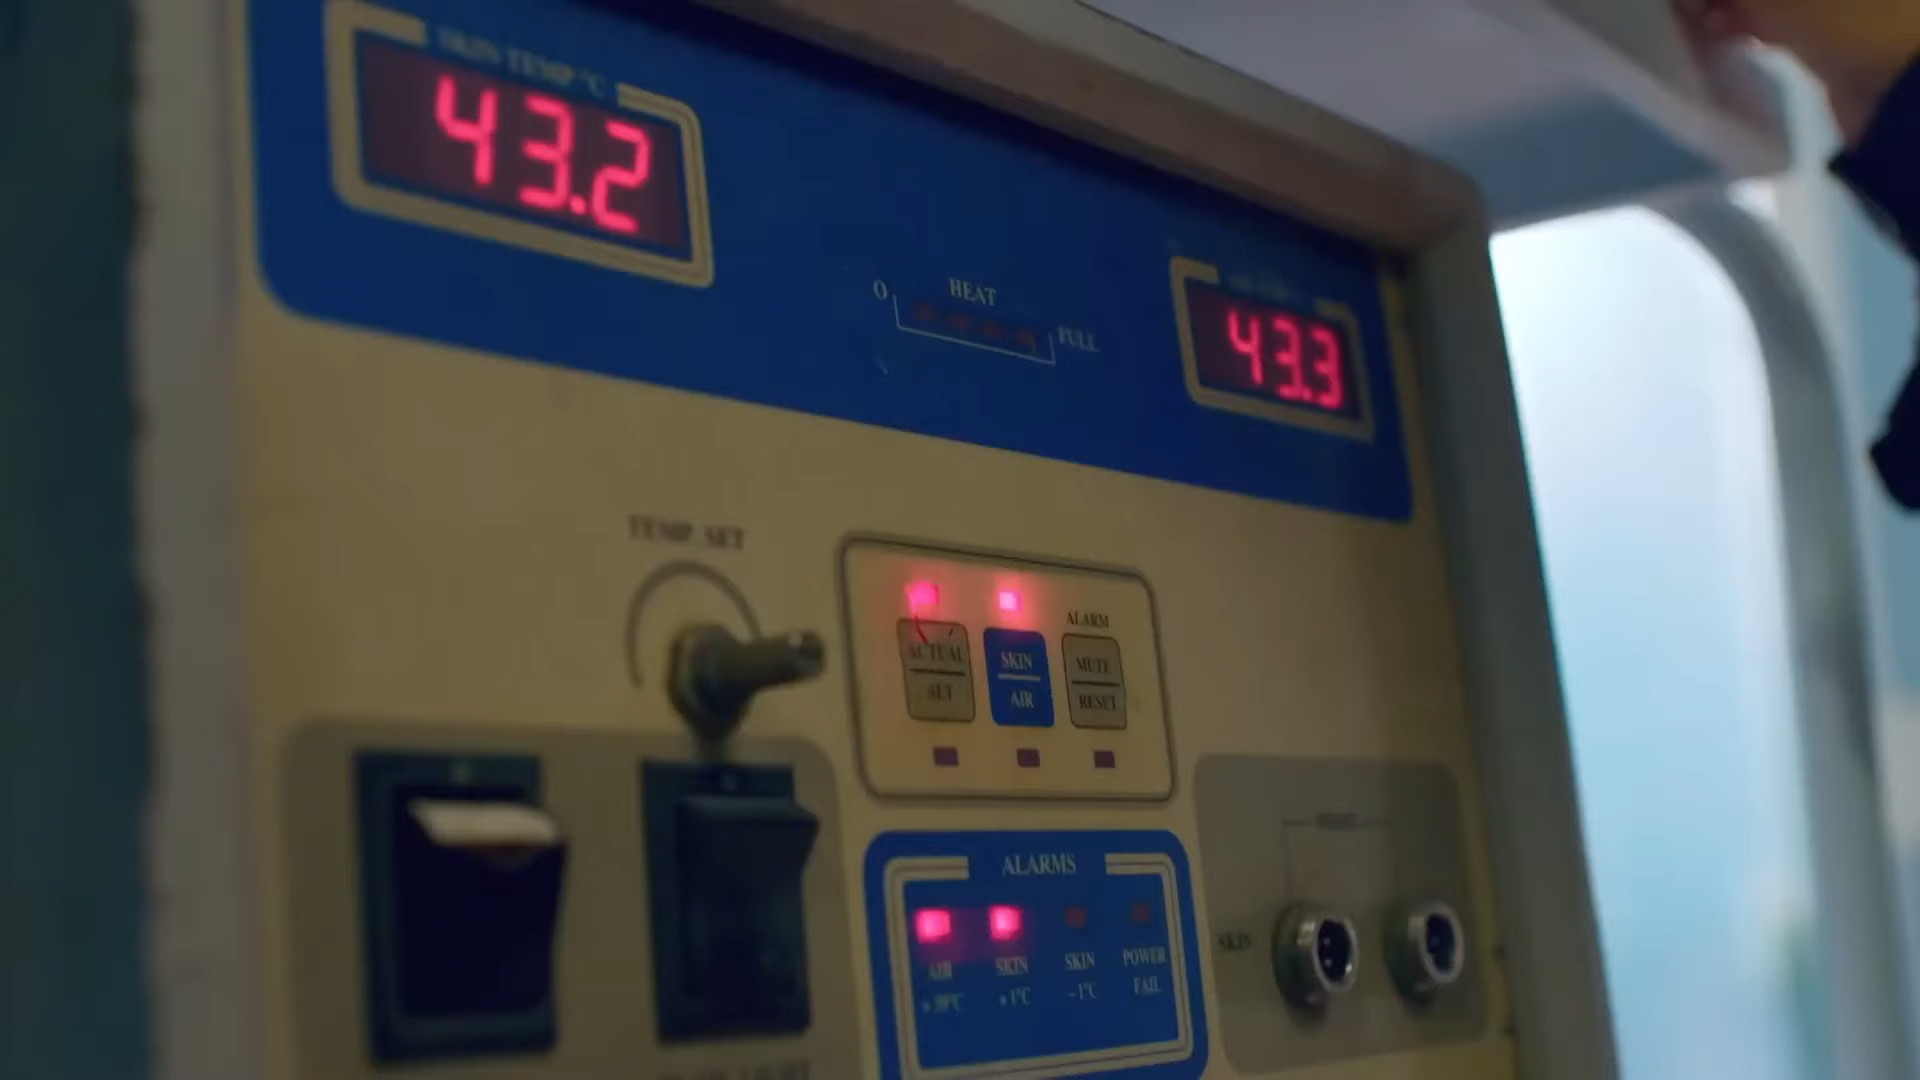 SKIN TEMP °C
43.2
0 HEAT FULL
43.3
TEMP. SET
ALARM
ACTUAL
SET
SKIN
AIR
MUTE
RESET
ALARMS
AIR
SKIN
+1°C
SKIN
-1°C
POWER
FAIL
SKIN